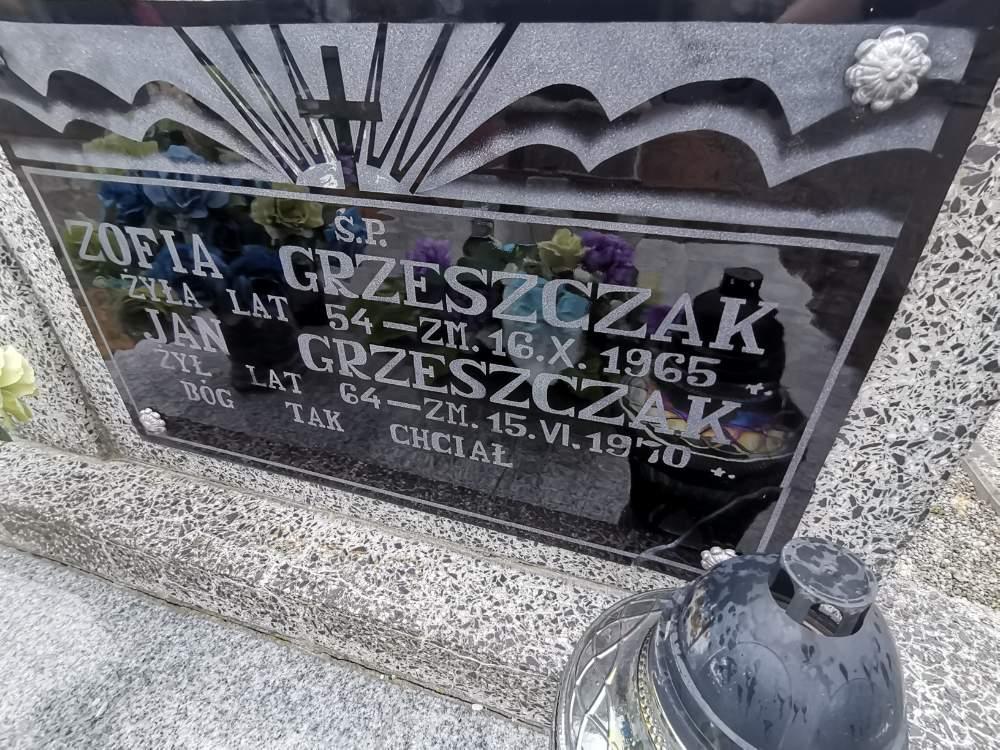 Ś.P.
ZOFIA GRZESZCZAK
ŻYŁA LAT 54 — ZM. 16. X. 1965
JAN GRZESZCZAK
ŻYŁ LAT 64 — ZM. 15. VI. 1970
BÓG TAK CHCIAŁ